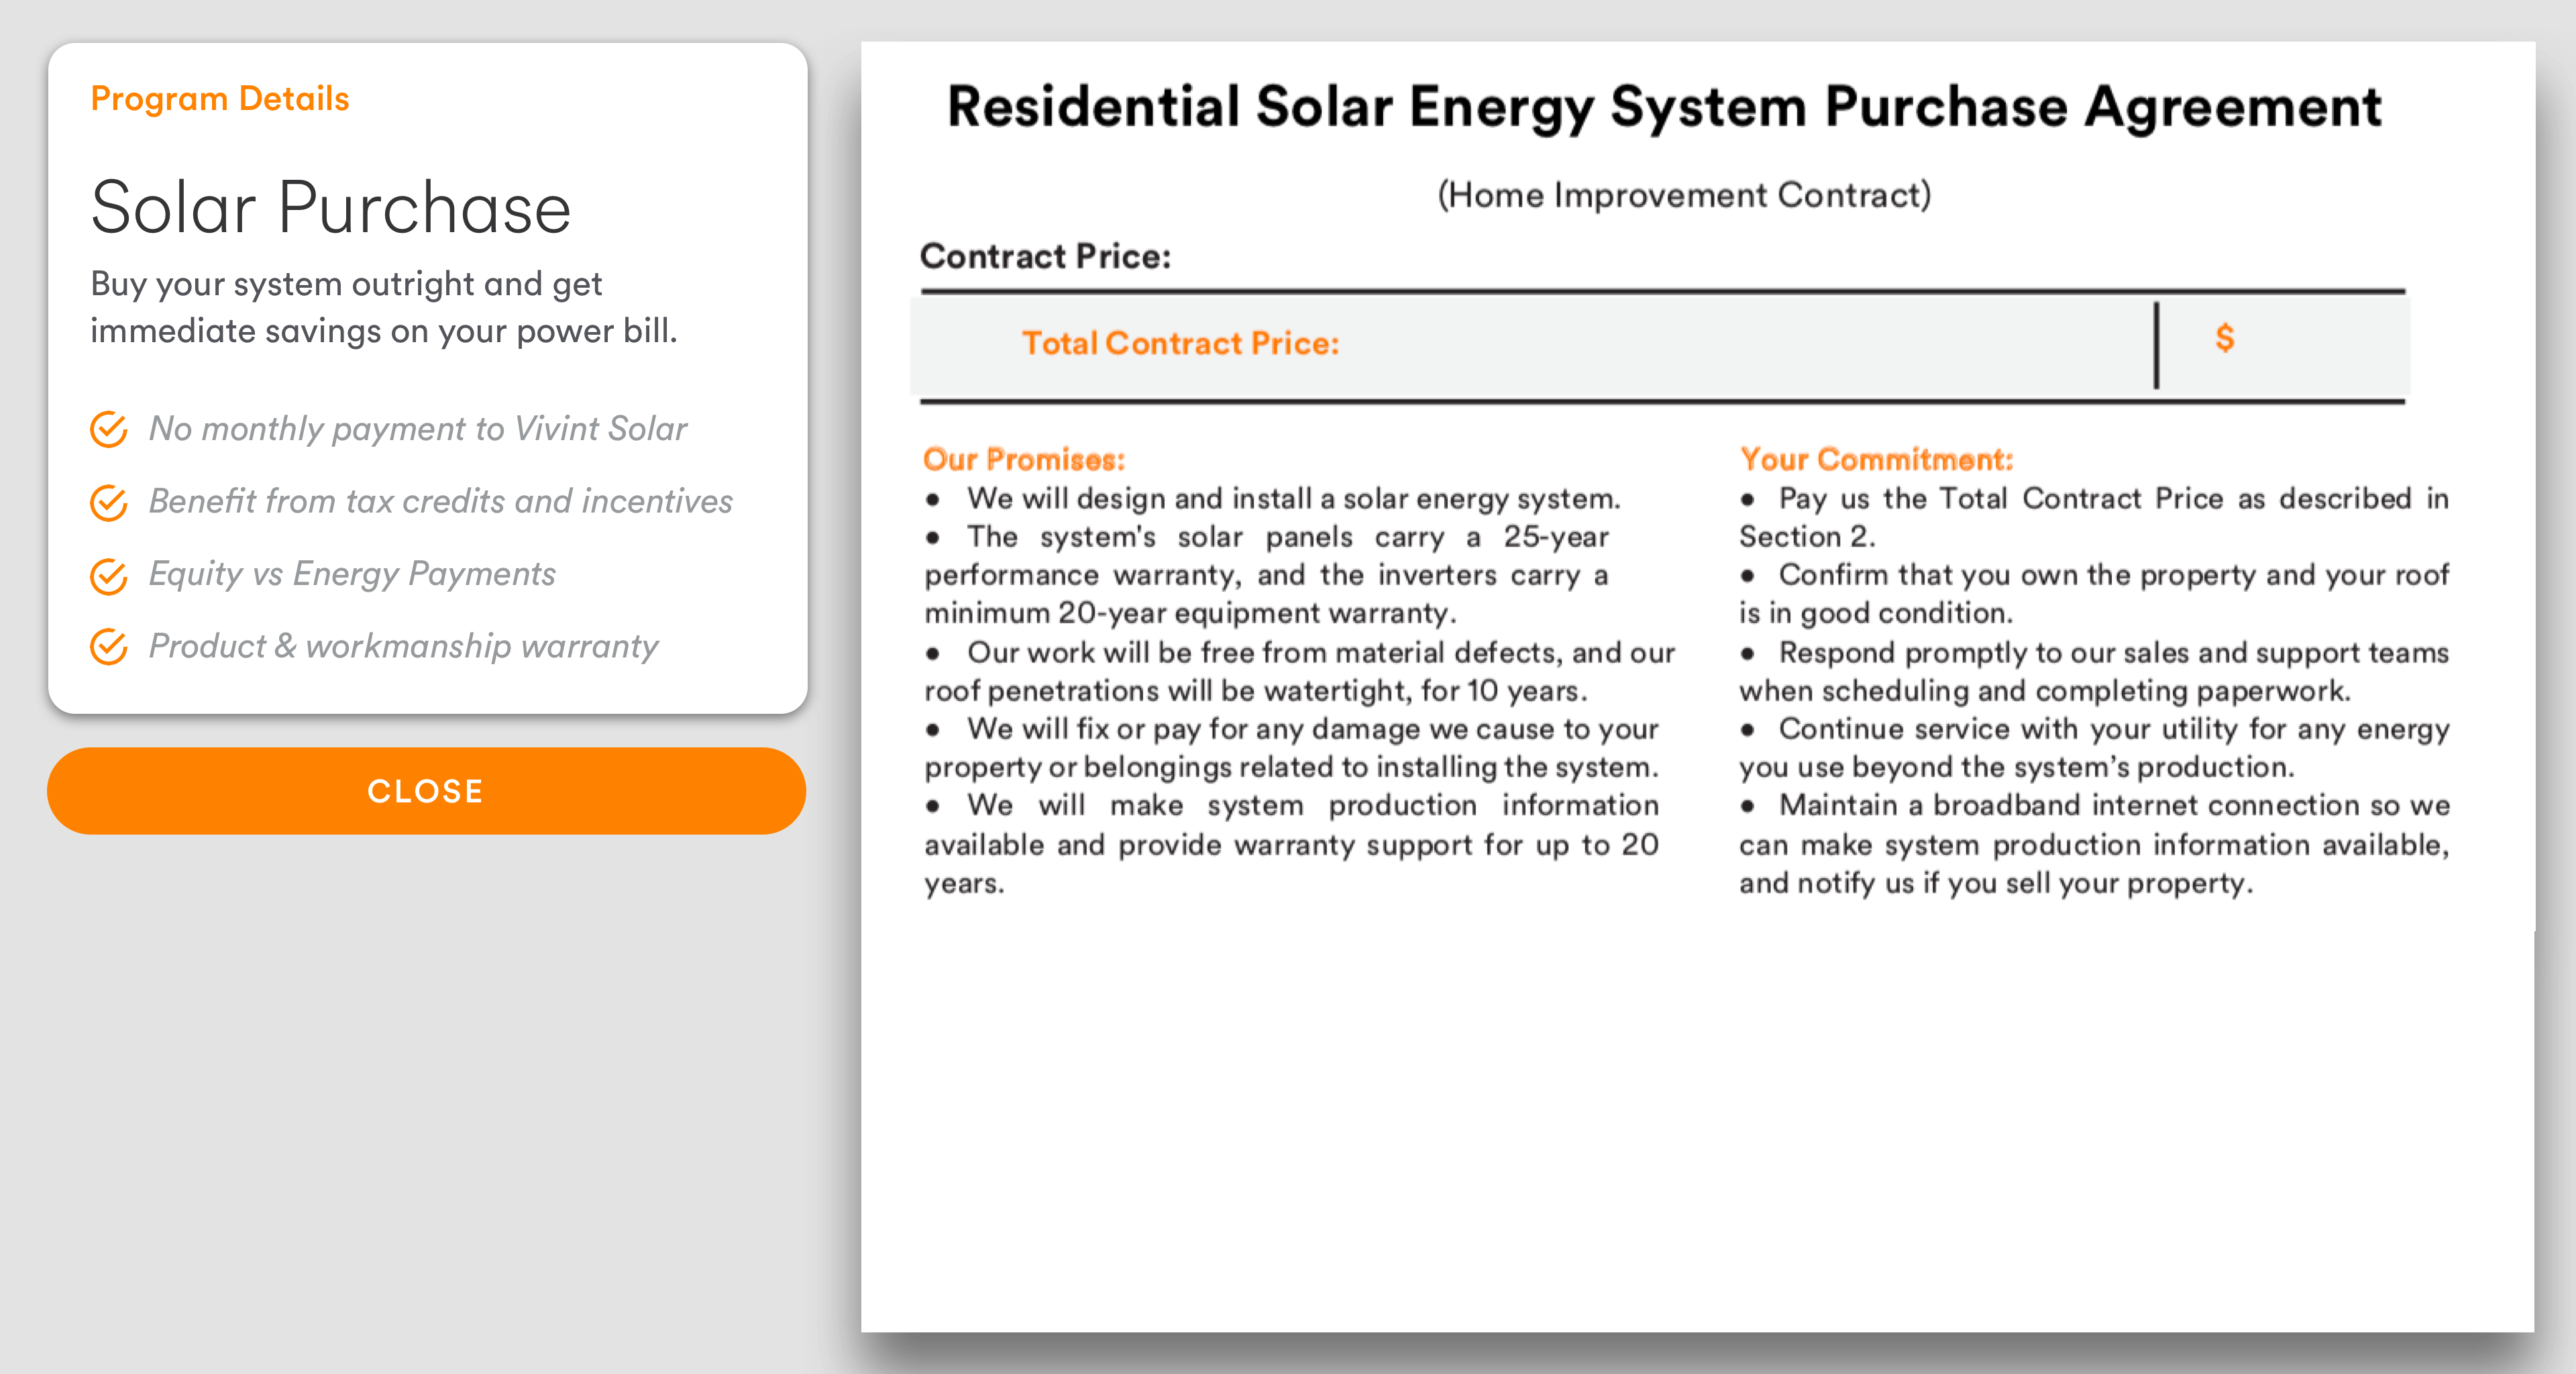 Program Details
Solar Purchase
Buy your system outright and get
immediate savings on your power bill.
No monthly payment to Vivint Solar
Benefit from tax credits and incentives
Equity vs Energy Payments
Product & workmanship warranty
CLOSE
Residential Solar Energy System Purchase Agreement
(Home Improvement Contract)
Contract Price:
Total Contract Price: $
Our Promises:
• We will design and install a solar energy system.
• The system's solar panels carry a 25-year
performance warranty, and the inverters carry a
minimum 20-year equipment warranty.
• Our work will be free from material defects, and our
roof penetrations will be watertight, for 10 years.
• We will fix or pay for any damage we cause to your
property or belongings related to installing the system.
• We will make system production information
available and provide warranty support for up to 20
years.
Your Commitment:
• Pay us the Total Contract Price as described in
Section 2.
• Confirm that you own the property and your roof
is in good condition.
• Respond promptly to our sales and support teams
when scheduling and completing paperwork.
• Continue service with your utility for any energy
you use beyond the system’s production.
• Maintain a broadband internet connection so we
can make system production information available,
and notify us if you sell your property.